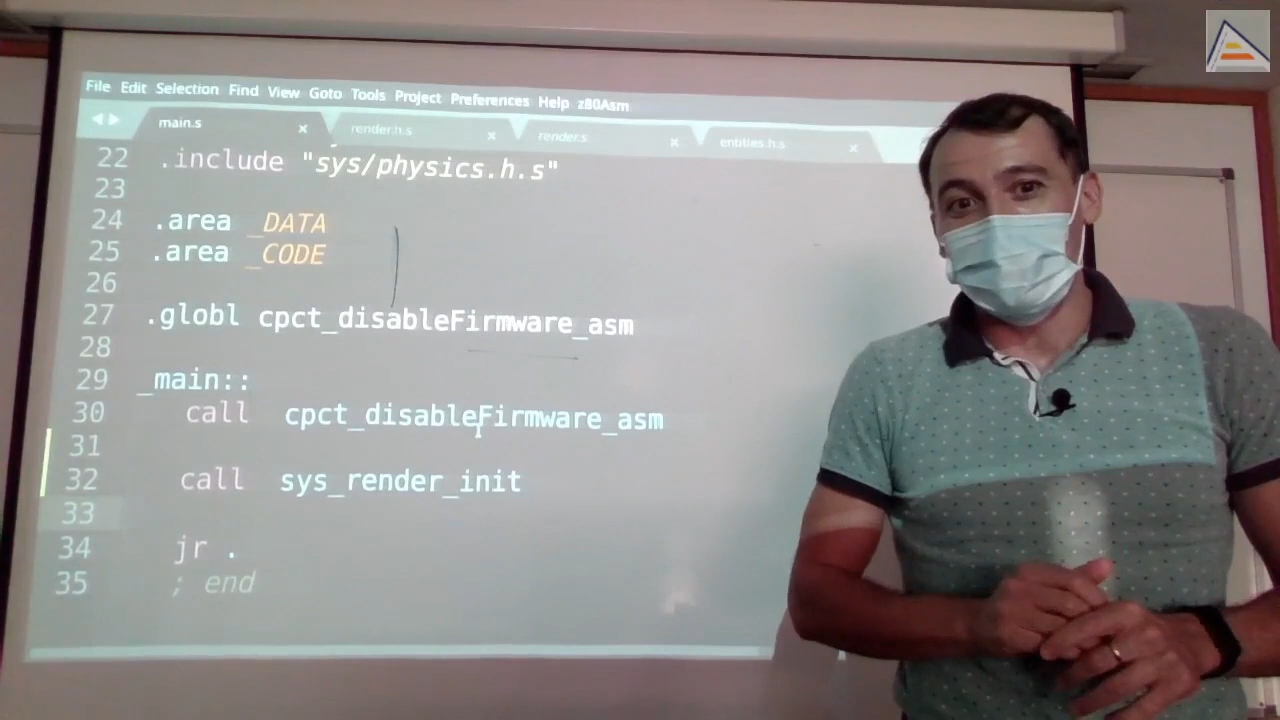 File Edit Selection Find View Goto Tools Project Preferences Help z80Asm
main.s render.h.s render.s entities.h.s
22 .include "sys/physics.h.s"
23
24 .area _DATA
25 .area _CODE
26
27 .globl cpct_disableFirmware_asm
28
29 _main::
30 call cpct_disableFirmware_asm
31
32 call sys_render_init
33
34 jr .
35 ; end